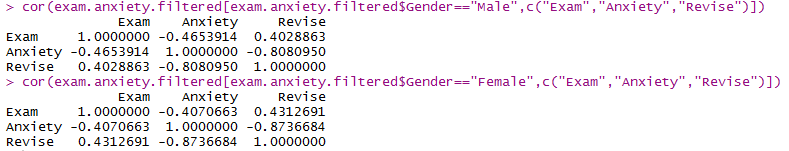 > cor(exam.anxiety.filtered[exam.anxiety.filtered$Gender=="Male",c("Exam","Anxiety","Revise")])
Exam Anxiety Revise
Exam 1.0000000 -0.4653914 0.4028863
Anxiety -0.4653914 1.0000000 -0.8080950
Revise 0.4028863 -0.8080950 1.0000000
> cor(exam.anxiety.filtered[exam.anxiety.filtered$Gender=="Female",c("Exam","Anxiety","Revise")])
Exam Anxiety Revise
Exam 1.0000000 -0.4070663 0.4312691
Anxiety -0.4070663 1.0000000 -0.8736684
Revise 0.4312691 -0.8736684 1.0000000